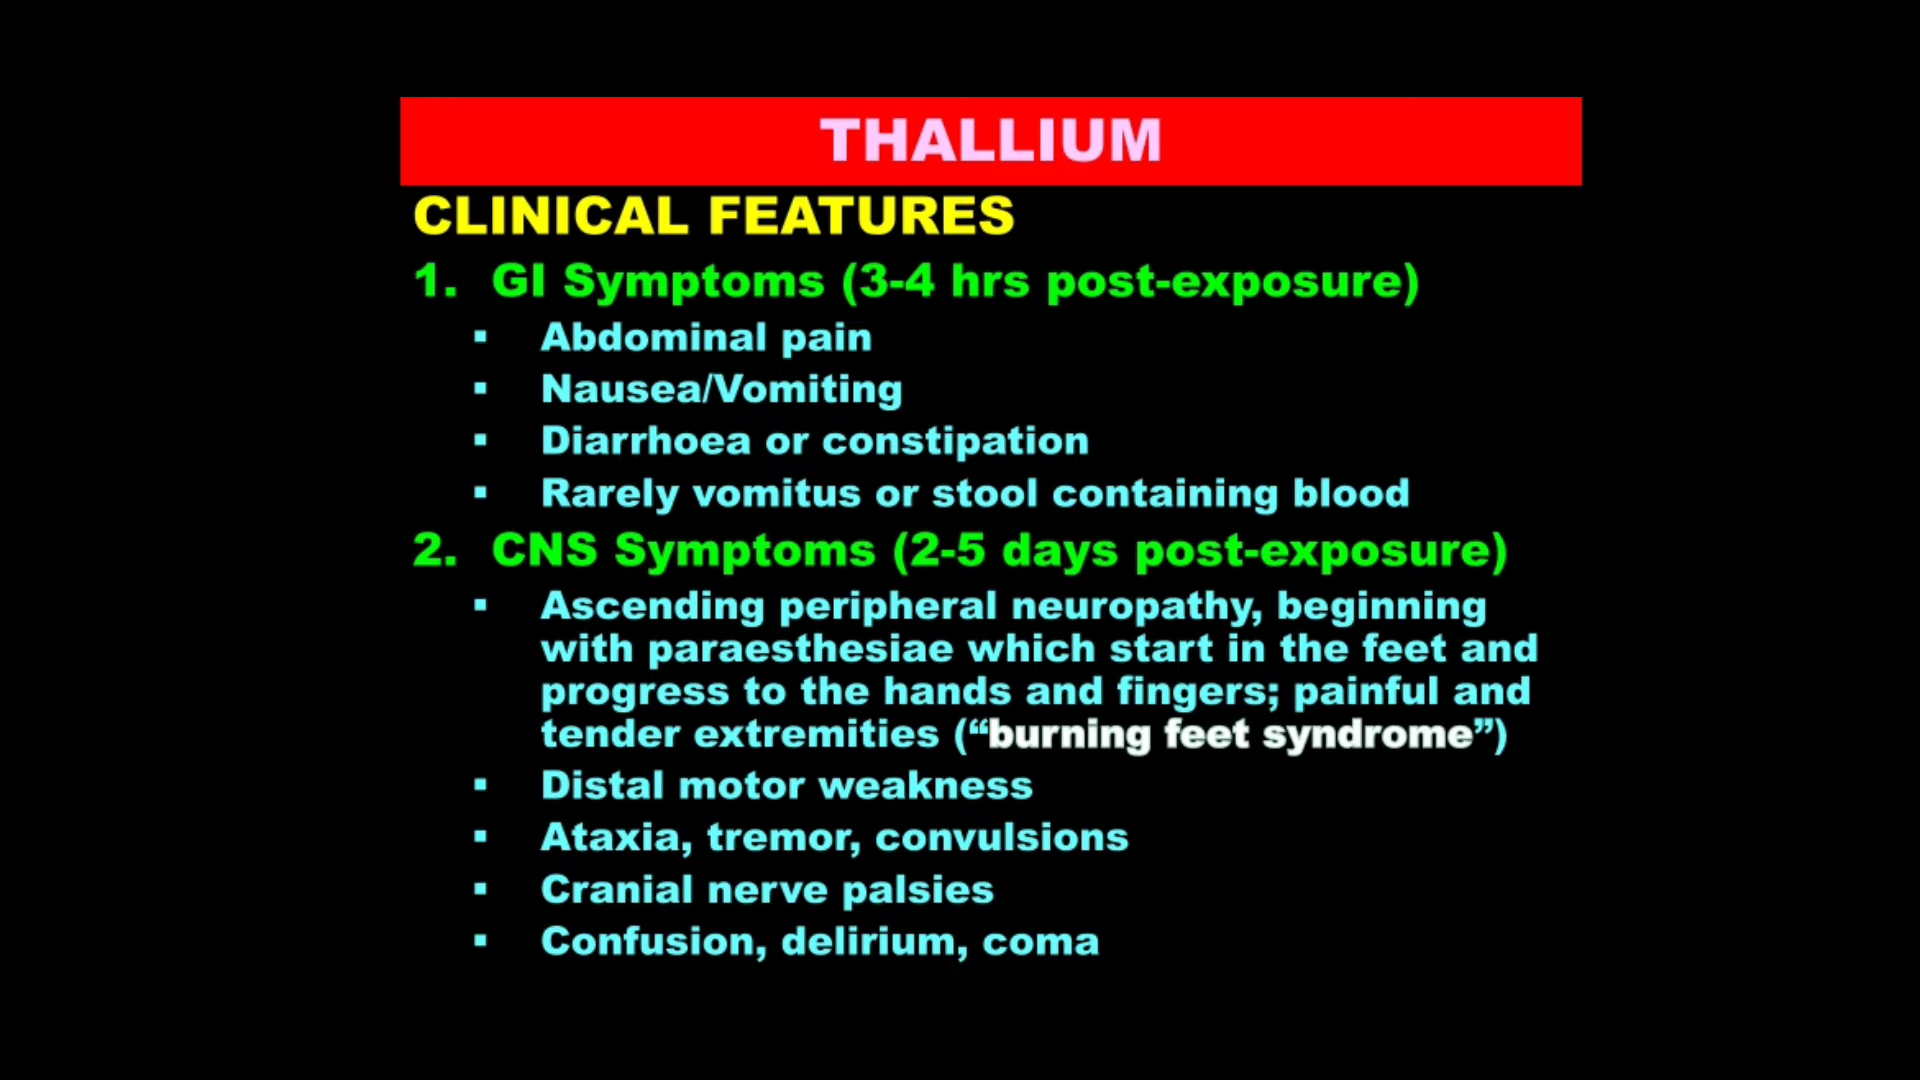 THALLIUM
CLINICAL FEATURES
1. GI Symptoms (3-4 hrs post-exposure)
▪ Abdominal pain
▪ Nausea/Vomiting
▪ Diarrhoea or constipation
▪ Rarely vomitus or stool containing blood
2. CNS Symptoms (2-5 days post-exposure)
▪ Ascending peripheral neuropathy, beginning
with paraesthesiae which start in the feet and
progress to the hands and fingers; painful and
tender extremities (“burning feet syndrome”)
▪ Distal motor weakness
▪ Ataxia, tremor, convulsions
▪ Cranial nerve palsies
▪ Confusion, delirium, coma